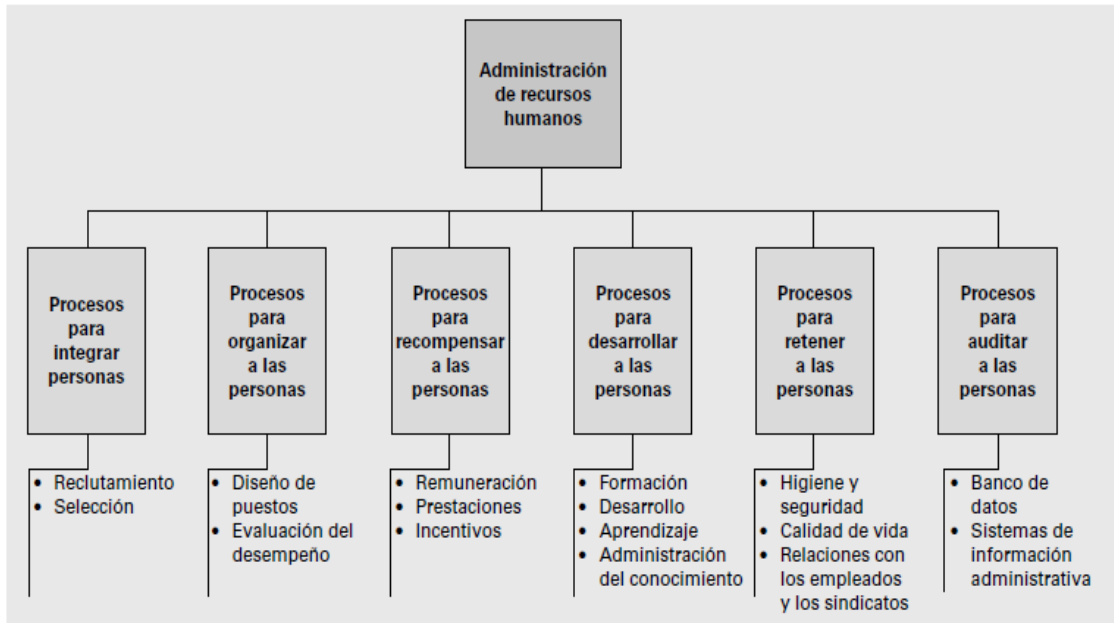 Administración
de recursos
humanos
Procesos
para
integrar
personas
Procesos
para
organizar
a las
personas
Procesos
para
recompensar
a las
personas
Procesos
para
desarrollar
a las
personas
Procesos
para
retener
a las
personas
Procesos
para
auditar
a las
personas
• Reclutamiento
• Selección
• Diseño de
puestos
• Evaluación del
desempeño
• Remuneración
• Prestaciones
• Incentivos
• Formación
• Desarrollo
• Aprendizaje
• Administración
del conocimiento
• Higiene y
seguridad
• Calidad de vida
• Relaciones con
los empleados
y los sindicatos
• Banco de
datos
• Sistemas de
información
administrativa